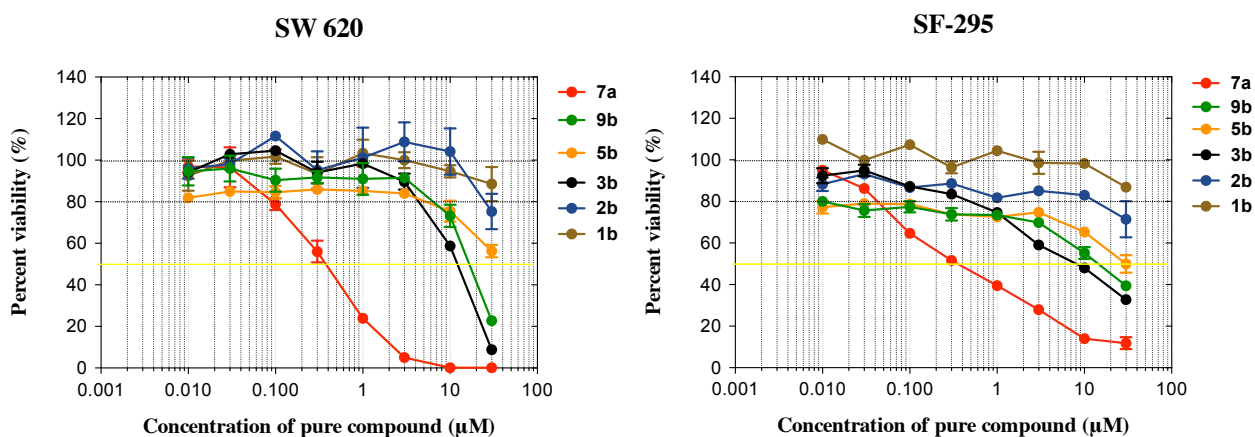 SW 620
Percent viability (%)
140
120
100
80
60
40
20
0
0.001 0.010 0.100 1 10 100
Concentration of pure compound (µM)
7a
9b
5b
3b
2b
1b
SF-295
Percent viability (%)
140
120
100
80
60
40
20
0
0.001 0.010 0.100 1 10 100
Concentration of pure compound (µM)
7a
9b
5b
3b
2b
1b